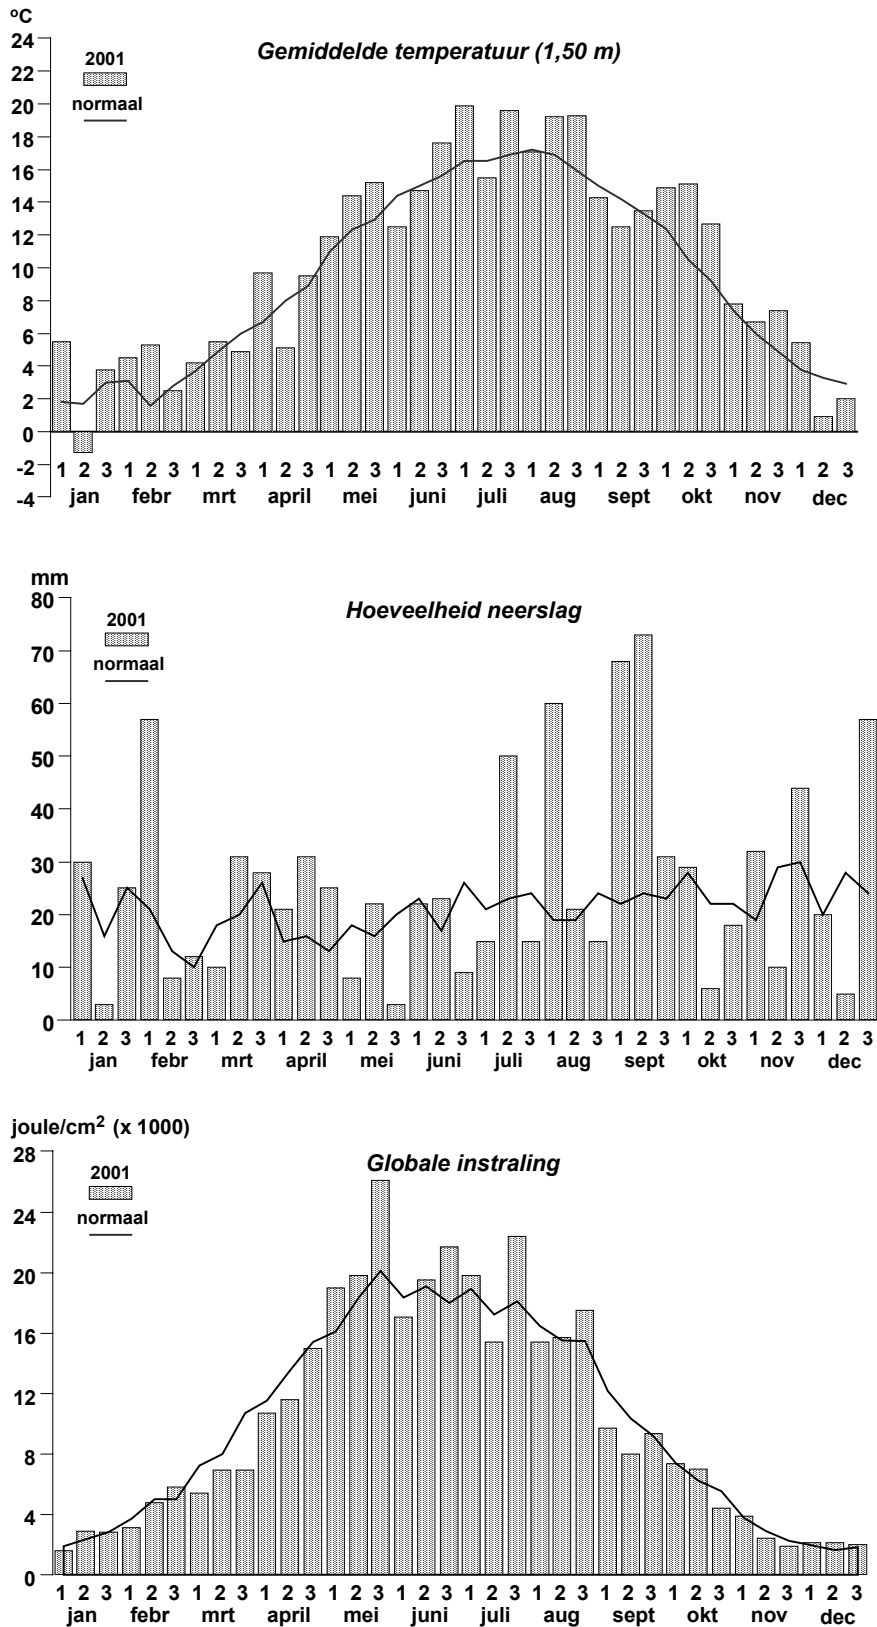 oC
24
Gemiddelde temperatuur (1,50 m)
2001
22
normaal
20
18
16
14
12
10
8
6
4
2
0
-2
1 2 3 1 2 3 1 2 3 1 2 3 1 2 3 1 2 3 1 2 3 1 2 3 1 2 3 1 2 3 1 2 3 1 2 3
-4
jan febr mrt april mei juni juli aug sept okt nov dec
mm
80
Hoeveelheid neerslag
2001
70
normaal
60
50
40
30
20
10
0
1 2 3 1 2 3 1 2 3 1 2 3 1 2 3 1 2 3 1 2 3 1 2 3 1 2 3 1 2 3 1 2 3 1 2 3
jan febr mrt april mei juni juli aug sept okt nov dec
joule/cm2 (x 1000)
28
Globale instraling
2001
normaal
24
20
16
12
8
4
0
1 2 3 1 2 3 1 2 3 1 2 3 1 2 3 1 2 3 1 2 3 1 2 3 1 2 3 1 2 3 1 2 3 1 2 3
jan febr mrt april mei juni juli aug sept okt nov dec